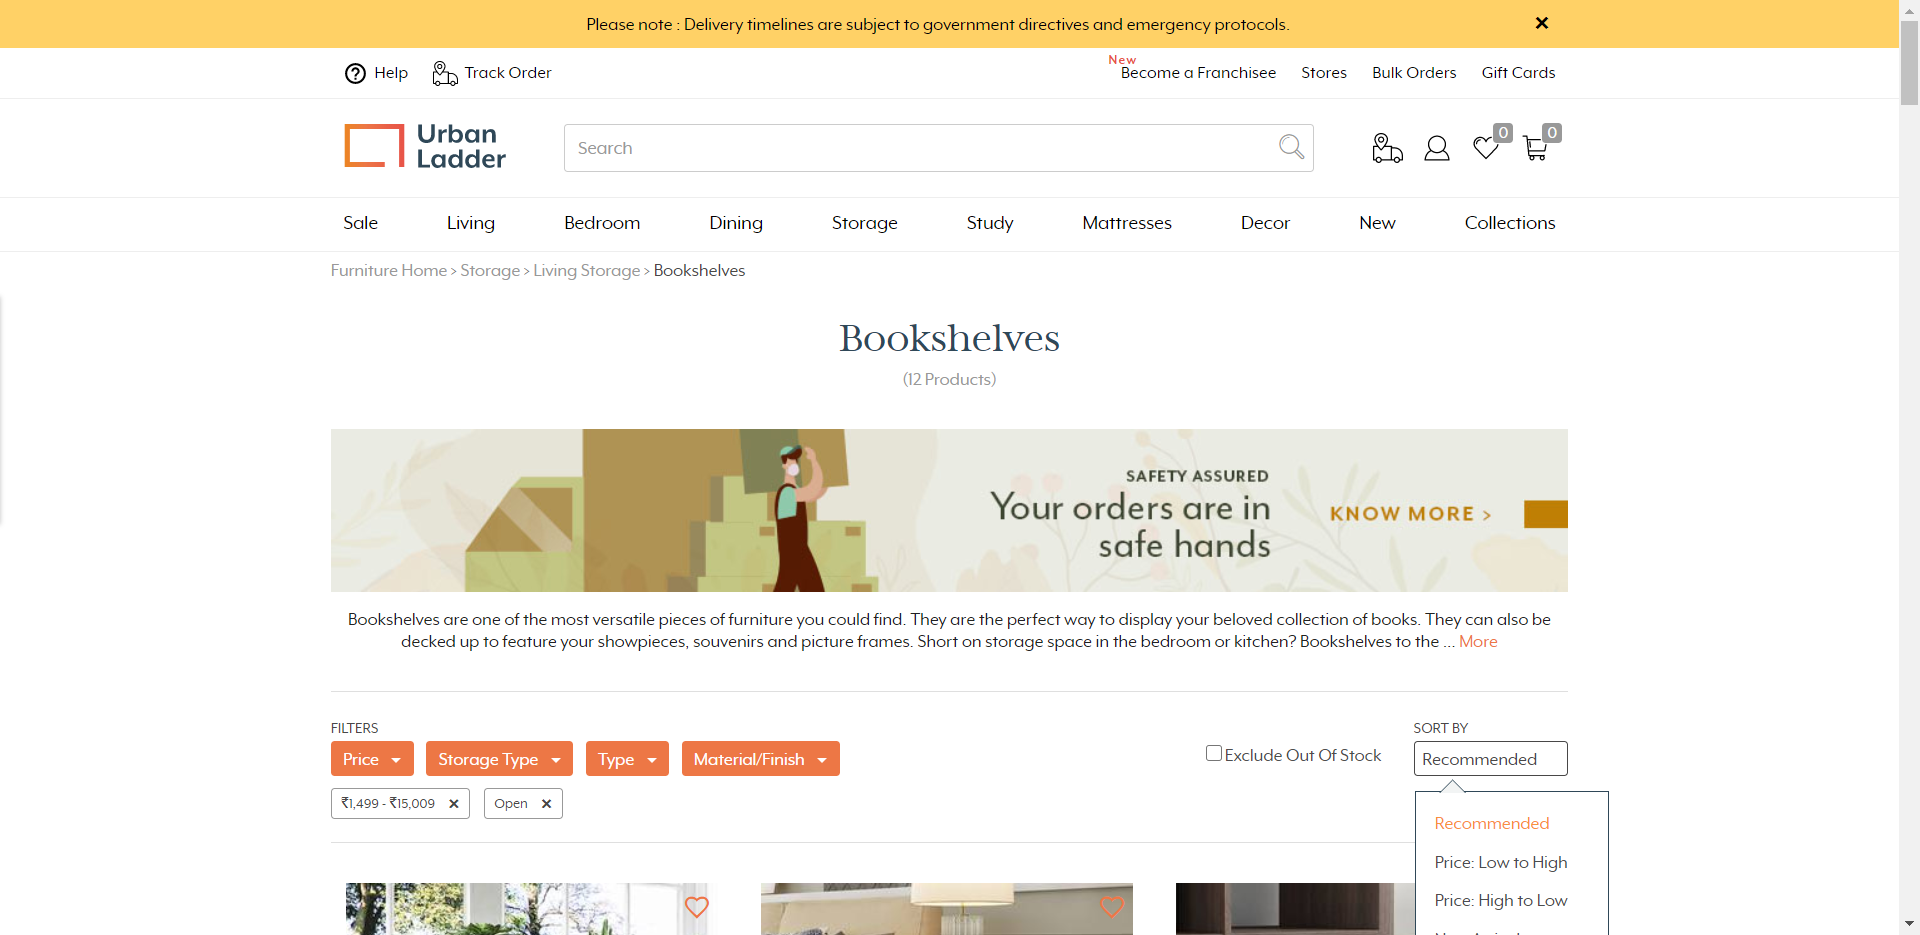 Please note : Delivery timelines are subject to government directives and emergency protocols.
Help
Track Order
New
Become a Franchisee
Stores
Bulk Orders
Gift Cards
Urban
Ladder
Search
0
0
Sale
Living
Bedroom
Dining
Storage
Study
Mattresses
Decor
New
Collections
Furniture Home > Storage > Living Storage > Bookshelves
Bookshelves
(12 Products)
SAFETY ASSURED
Your orders are in
safe hands
KNOW MORE >
Bookshelves are one of the most versatile pieces of furniture you could find. They are the perfect way to display your beloved collection of books. They can also be
decked up to feature your showpieces, souvenirs and picture frames. Short on storage space in the bedroom or kitchen? Bookshelves to the ... More
FILTERS
Price
Storage Type
Type
Material/Finish
Exclude Out Of Stock
SORT BY
Recommended
₹1,499 - ₹15,009
Open
Recommended
Price: Low to High
Price: High to Low